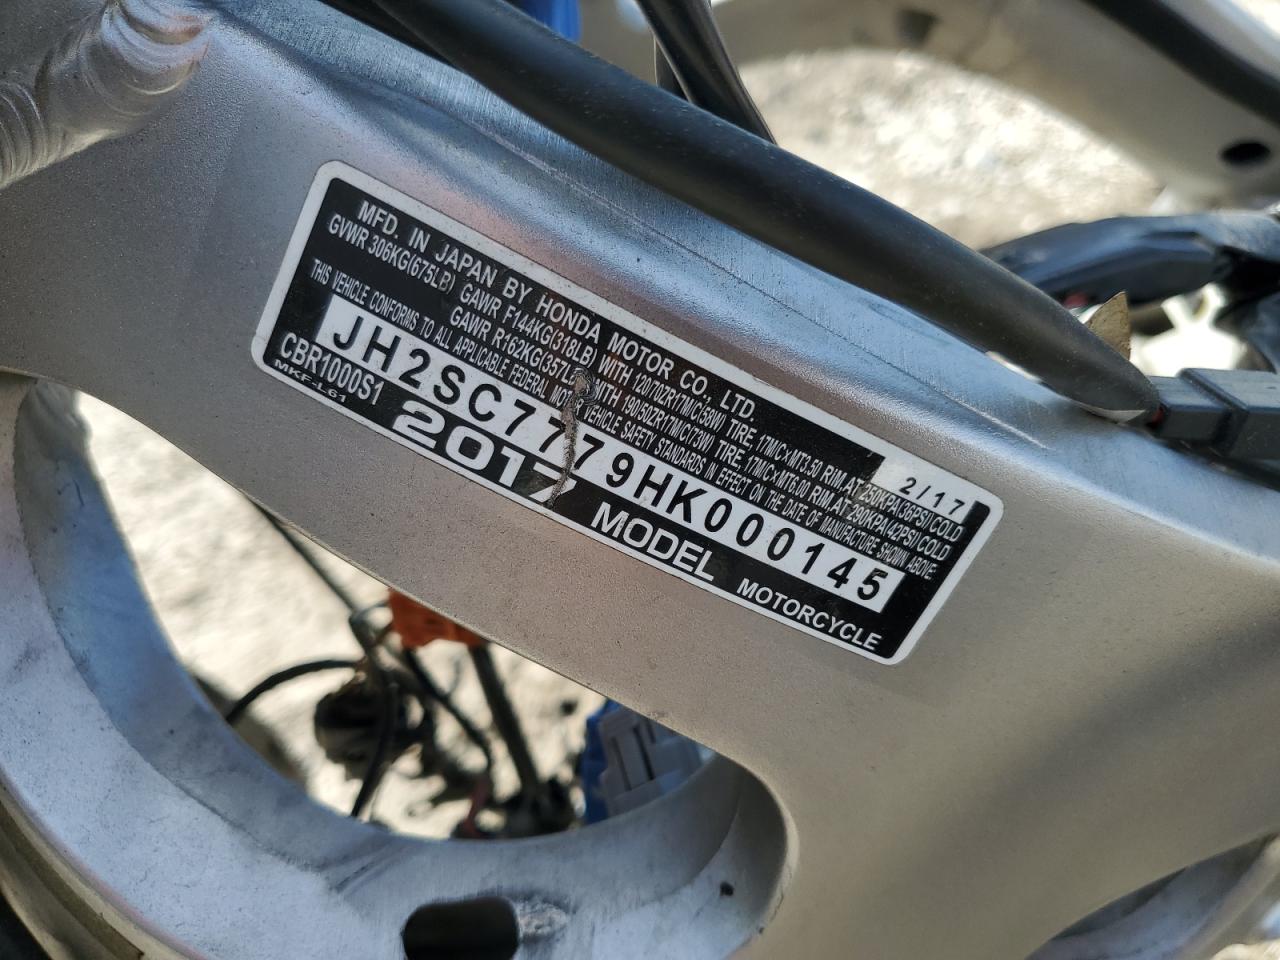 MFD. IN JAPAN BY HONDA MOTOR CO., LTD. 2/17
GVWR 306KG(675LB) GAWR F144KG(318LB) WITH 120/70ZR17M/C(58W) TIRE, 17M/C×MT3.50 RIM, AT 250KPA(36PSI) COLD
GAWR R162KG(357LB) WITH 190/50ZR17M/C(73W) TIRE, 17M/C×MT6.00 RIM, AT 290KPA(42PSI) COLD
THIS VEHICLE CONFORMS TO ALL APPLICABLE FEDERAL MOTOR VEHICLE SAFETY STANDARDS IN EFFECT ON THE DATE OF MANUFACTURE SHOWN ABOVE.
JH2SC7779HK000145
CBR1000S1 2017 MODEL MOTORCYCLE
MKF-L61